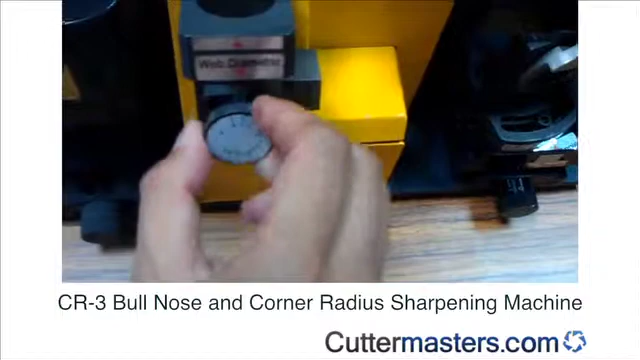 Web Diameter
CR-3 Bull Nose and Corner Radius Sharpening Machine
Cuttermasters.com